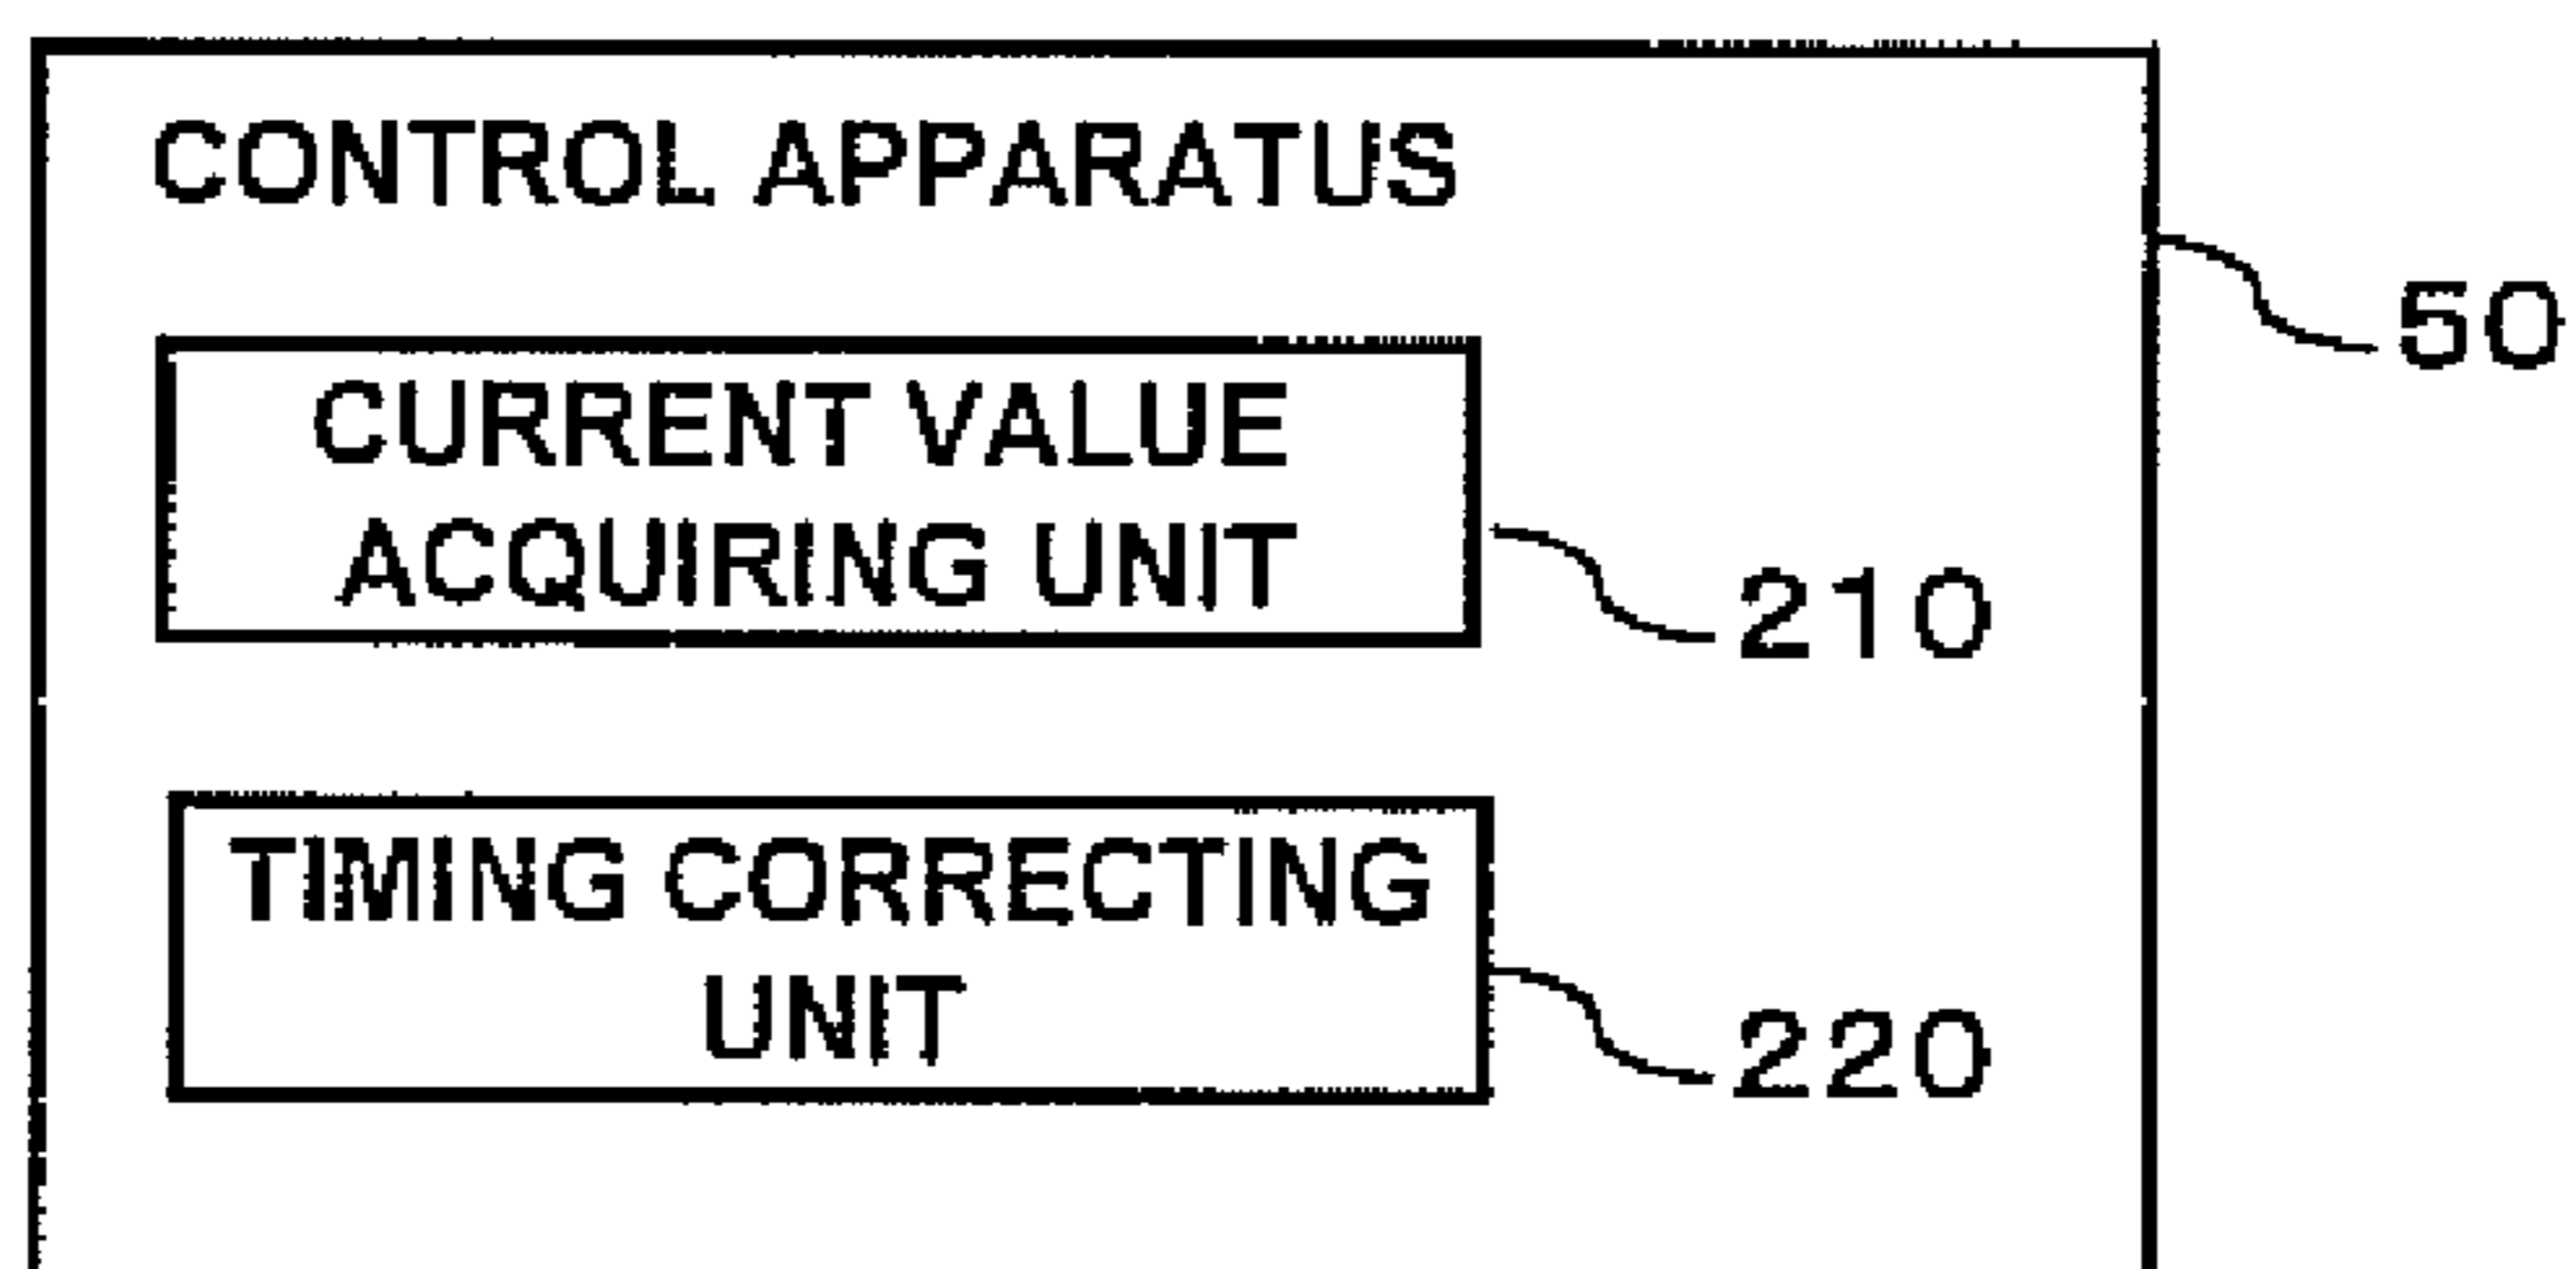 CONTROL APPARATUS
50
CURRENT VALUE
ACQUIRING UNIT
210
TIMING CORRECTING
UNIT
220